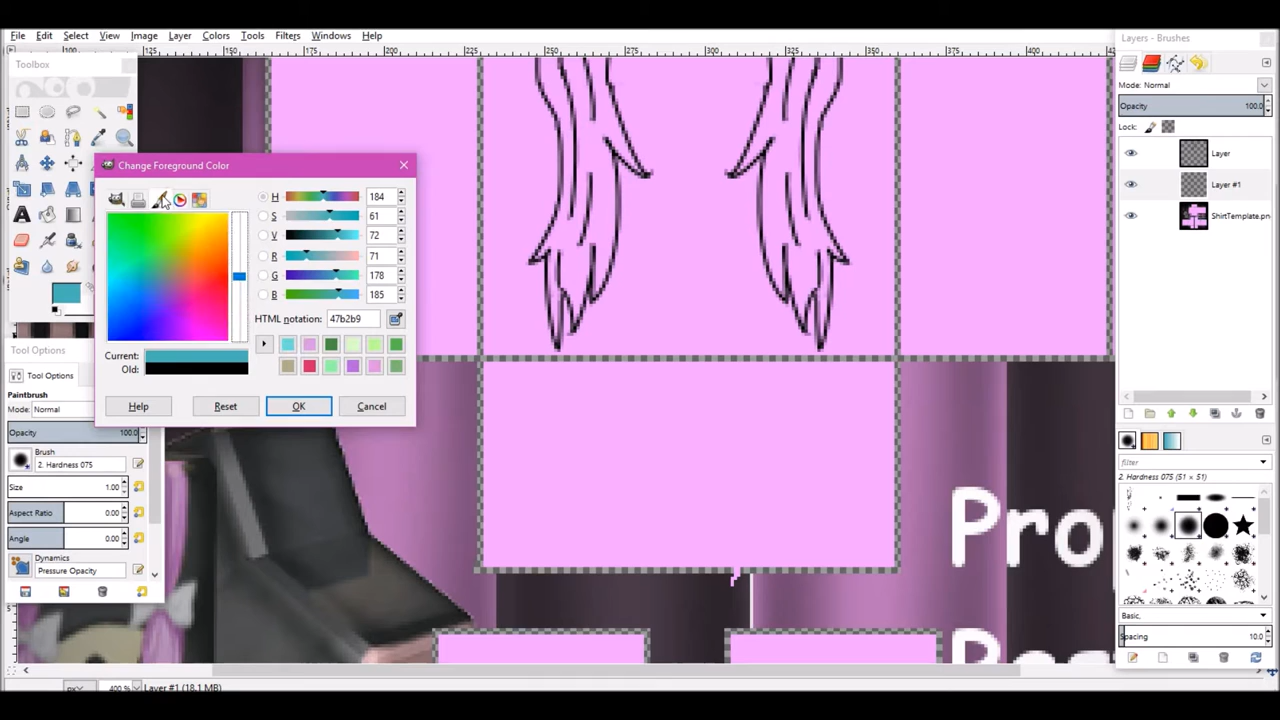 File Edit Select View Image Layer Colors Tools Filters Windows Help
Layers - Brushes
Toolbox
Mode: Normal
Opacity 100.0
Lock:
Layer
Layer #1
ShirtTemplate.pn
Change Foreground Color
H 184
S 61
V 72
R 71
G 178
B 185
HTML notation: 47b2b9
Current:
Old:
Help Reset OK Cancel
Tool Options
Tool Options
Paintbrush
Mode: Normal
Opacity 100.0
Brush
2. Hardness 075
Size 1.00
Aspect Ratio 0.00
Angle 0.00
Dynamics
Pressure Opacity
filter
2. Hardness 075 (51 × 51)
Basic,
Spacing 10.0
Pro
px 400 % Layer #1 (18.1 MB)